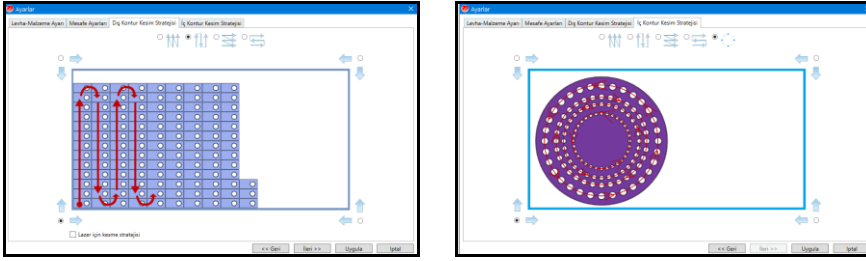 Ayarlar
Levha-Malzeme Ayarı Mesafe Ayarları Dış Kontur Kesim Stratejisi İç Kontur Kesim Stratejisi
Lazer için kesme stratejisi
<< Geri İleri >> Uygula İptal
Ayarlar
Levha-Malzeme Ayarı Mesafe Ayarları Dış Kontur Kesim Stratejisi İç Kontur Kesim Stratejisi
<< Geri İleri >> Uygula İptal